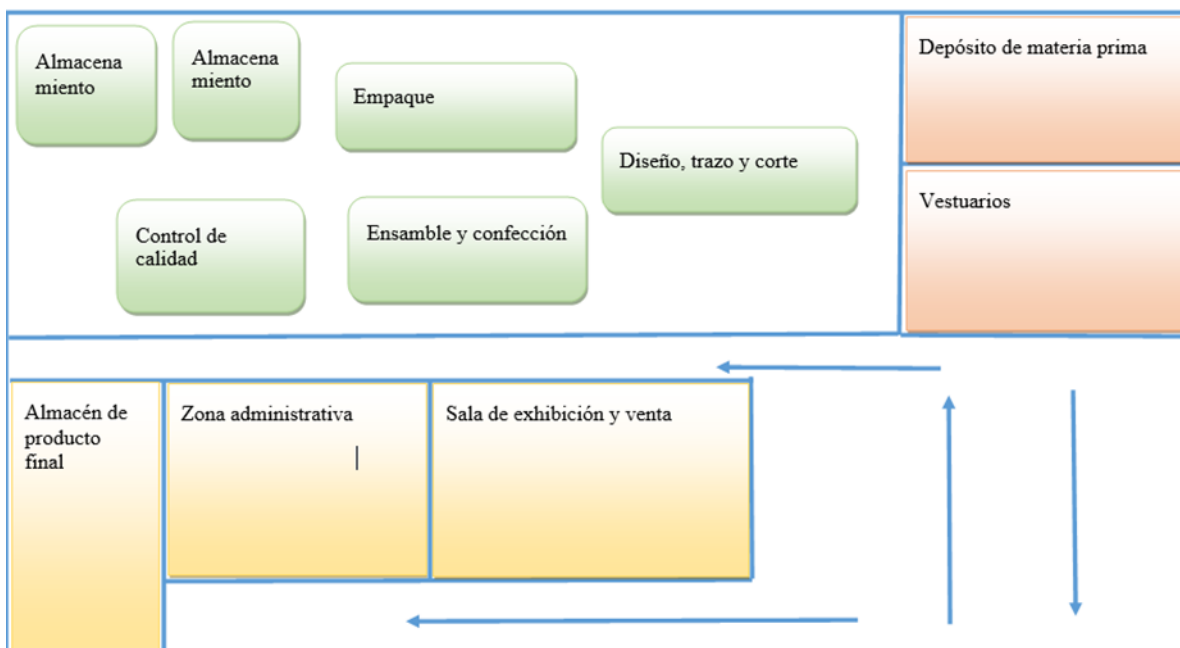 Almacena
miento
Almacena
miento
Empaque
Diseño, trazo y corte
Depósito de materia prima
Control de
calidad
Ensamble y confección
Vestuarios
Almacén de
producto
final
Zona administrativa
Sala de exhibición y venta